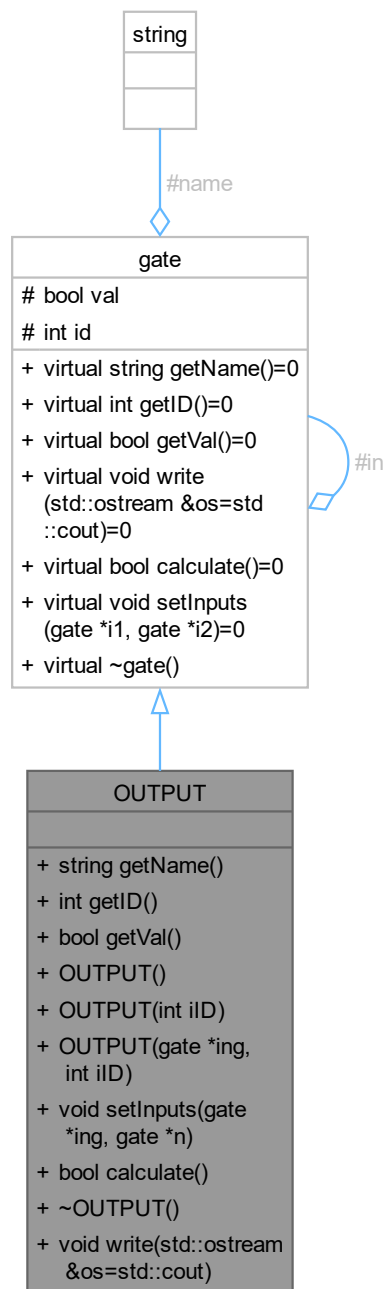 string
#name
gate
# bool val
# int id
+ virtual string getName()=0
+ virtual int getID()=0
+ virtual bool getVal()=0
+ virtual void write
(std::ostream &os=std
::cout)=0
+ virtual bool calculate()=0
+ virtual void setInputs
(gate *i1, gate *i2)=0
+ virtual ~gate()
#in
OUTPUT
+ string getName()
+ int getID()
+ bool getVal()
+ OUTPUT()
+ OUTPUT(int iID)
+ OUTPUT(gate *ing,
int iID)
+ void setInputs(gate
*ing, gate *n)
+ bool calculate()
+ ~OUTPUT()
+ void write(std::ostream
&os=std::cout)